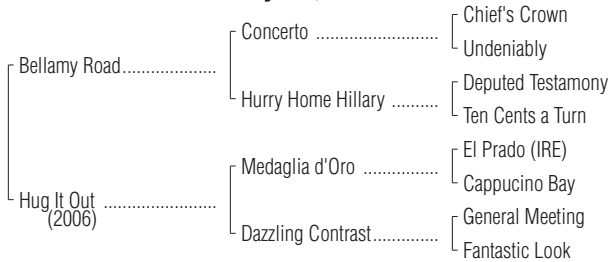 Chief's Crown
Concerto ....................
Undeniably
Bellamy Road....................
Deputed Testamony
Hurry Home Hillary ..........
Ten Cents a Turn
El Prado (IRE)
Medaglia d'Oro ................
Cappucino Bay
Hug It Out ........................
(2006)
General Meeting
Dazzling Contrast..............
Fantastic Look